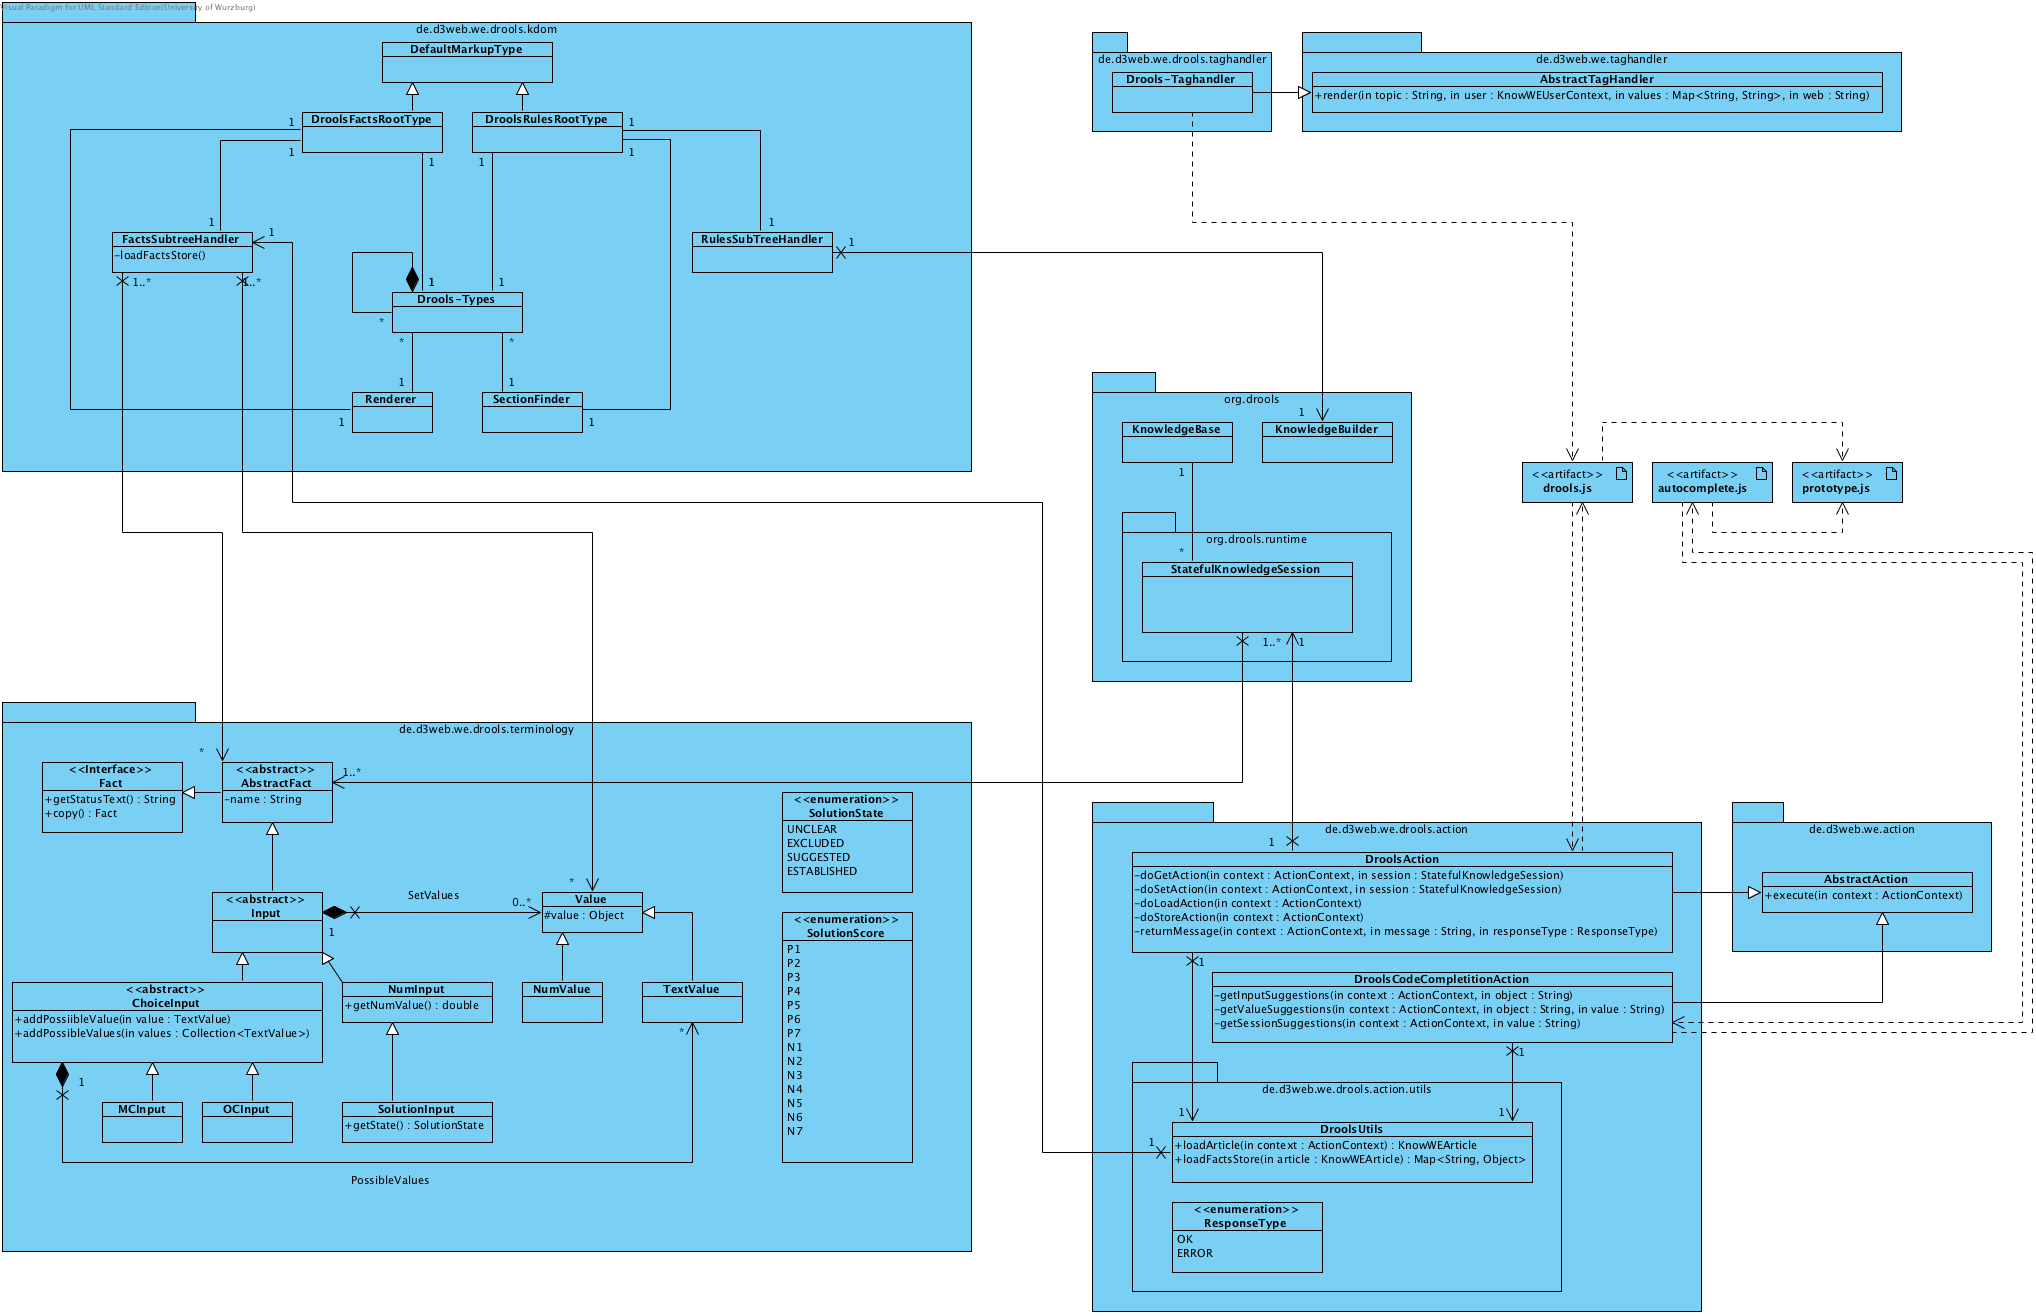 Visual Paradigm for UML Standard Edition(University of Wurzburg)
de.d3web.we.drools.kdom
DefaultMarkupType
DroolsFactsRootType
DroolsRulesRootType
1
1
1
1
1
1
1
1
FactsSubtreeHandler
-loadFactsStore()
1
1..*
1..*
RulesSubTreeHandler
1
1
1
Drools-Types
*
*
*
1
1
Renderer
SectionFinder
1
1
de.d3web.we.drools.taghandler
Drools-Taghandler
de.d3web.we.taghandler
AbstractTagHandler
+render(in topic : String, in user : KnowWEUserContext, in values : Map<String, String>, in web : String)
org.drools
1
KnowledgeBase
KnowledgeBuilder
1
*
org.drools.runtime
StatefulKnowledgeSession
1..*
1
<<artifact>>
drools.js
<<artifact>>
autocomplete.js
<<artifact>>
prototype.js
de.d3web.we.drools.terminology
*
1..*
<<Interface>>
Fact
+getStatusText() : String
+copy() : Fact
<<abstract>>
AbstractFact
-name : String
<<abstract>>
Input
1
SetValues
0..*
*
Value
#value : Object
<<abstract>>
ChoiceInput
+addPossiibleValue(in value : TextValue)
+addPossibleValues(in values : Collection<TextValue>)
1
NumInput
+getNumValue() : double
NumValue
TextValue
*
MCInput
OCInput
SolutionInput
+getState() : SolutionState
PossibleValues
<<enumeration>>
SolutionState
UNCLEAR
EXCLUDED
SUGGESTED
ESTABLISHED
<<enumeration>>
SolutionScore
P1
P2
P3
P4
P5
P6
P7
N1
N2
N3
N4
N5
N6
N7
de.d3web.we.drools.action
1
DroolsAction
-doGetAction(in context : ActionContext, in session : StatefulKnowledgeSession)
-doSetAction(in context : ActionContext, in session : StatefulKnowledgeSession)
-doLoadAction(in context : ActionContext)
-doStoreAction(in context : ActionContext)
-returnMessage(in context : ActionContext, in message : String, in responseType : ResponseType)
1
DroolsCodeCompletitionAction
-getInputSuggestions(in context : ActionContext, in object : String)
-getValueSuggestions(in context : ActionContext, in object : String, in value : String)
-getSessionSuggestions(in context : ActionContext, in value : String)
1
de.d3web.we.drools.action.utils
1
1
1
DroolsUtils
+loadArticle(in context : ActionContext) : KnowWEArticle
+loadFactsStore(in article : KnowWEArticle) : Map<String, Object>
<<enumeration>>
ResponseType
OK
ERROR
de.d3web.we.action
AbstractAction
+execute(in context : ActionContext)